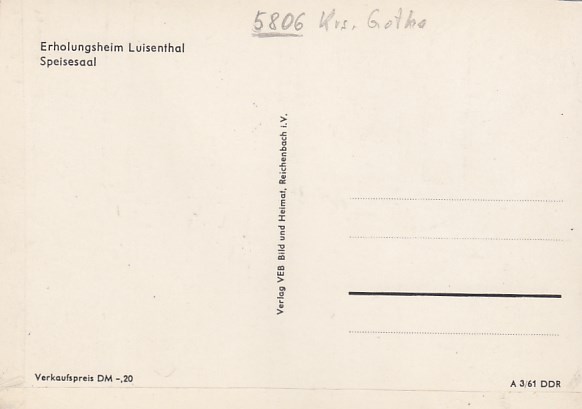 5806 Krs. Gotha
Erholungsheim Luisenthal
Speisesaal
Verlag VEB Bild und Heimat, Reichenbach i. V.
Verkaufspreis DM –,20
A 3/61 DDR